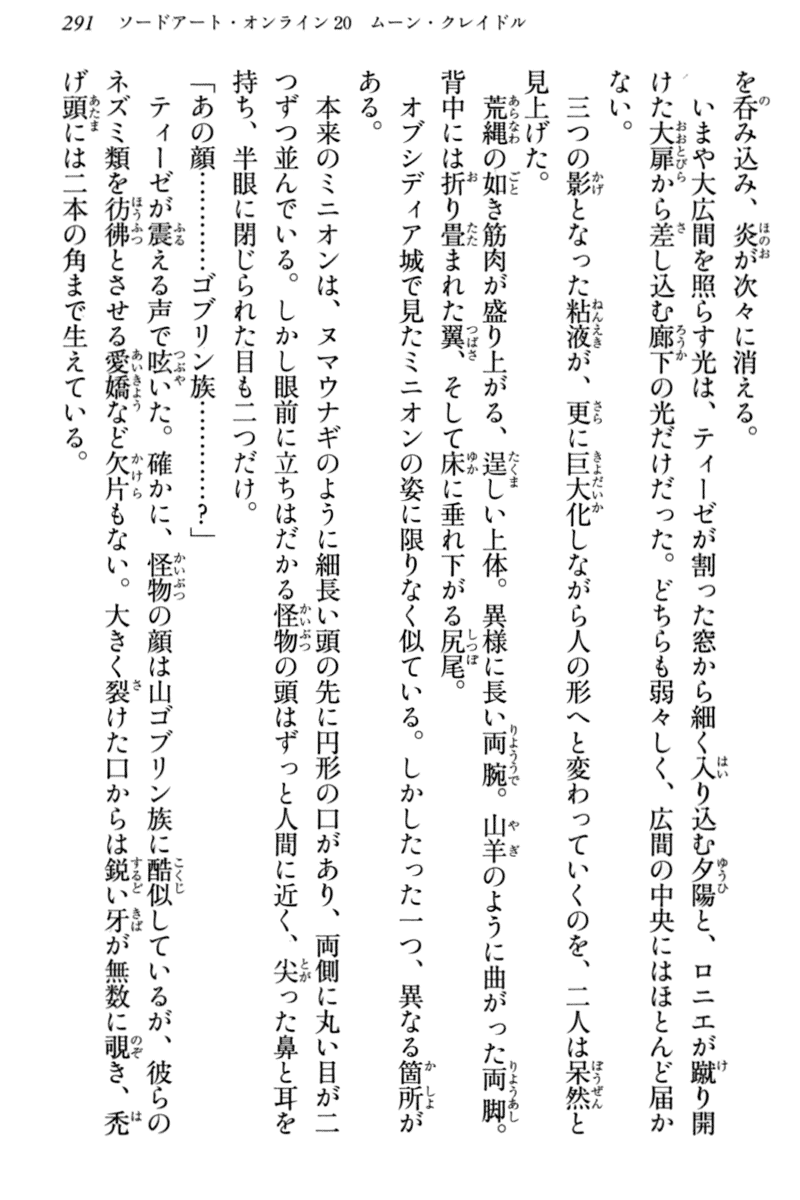 291 ソードアート・オンライン20 ムーン・クレイドル
を呑み込み、炎が次々に消える。
　いまや大広間を照らす光は、ティーゼが割った窓から細く入り込む夕陽と、ロニエが蹴り開
けた大扉から差し込む廊下の光だけだった。どちらも弱々しく、広間の中央にはほとんど届か
ない。
　三つの影となった粘液が、更に巨大化しながら人の形へと変わっていくのを、二人は呆然と
見上げた。
　荒縄の如き筋肉が盛り上がる、逞しい上体。異様に長い両腕。山羊のように曲がった両脚。
背中には折り畳まれた翼、そして床に垂れ下がる尻尾。
　オブシディア城で見たミニオンの姿に限りなく似ている。しかしたった一つ、異なる箇所が
ある。
　本来のミニオンは、ヌマウナギのように細長い頭の先に円形の口があり、両側に丸い目が二
つずつ並んでいる。しかし眼前に立ちはだかる怪物の頭はずっと人間に近く、尖った鼻と耳を
持ち、半眼に閉じられた目も二つだけ。
「あの顔…………ゴブリン族…………？」
　ティーゼが震える声で呟いた。確かに、怪物の顔は山ゴブリン族に酷似しているが、彼らの
ネズミ類を彷彿とさせる愛嬌など欠片もない。大きく裂けた口からは鋭い牙が無数に覗き、禿
げ頭には二本の角まで生えている。